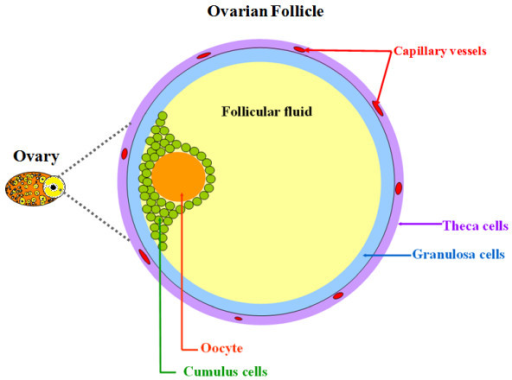 Ovarian Follicle
Capillary vessels
Follicular fluid
Ovary
Theca cells
Granulosa cells
Oocyte
Cumulus cells